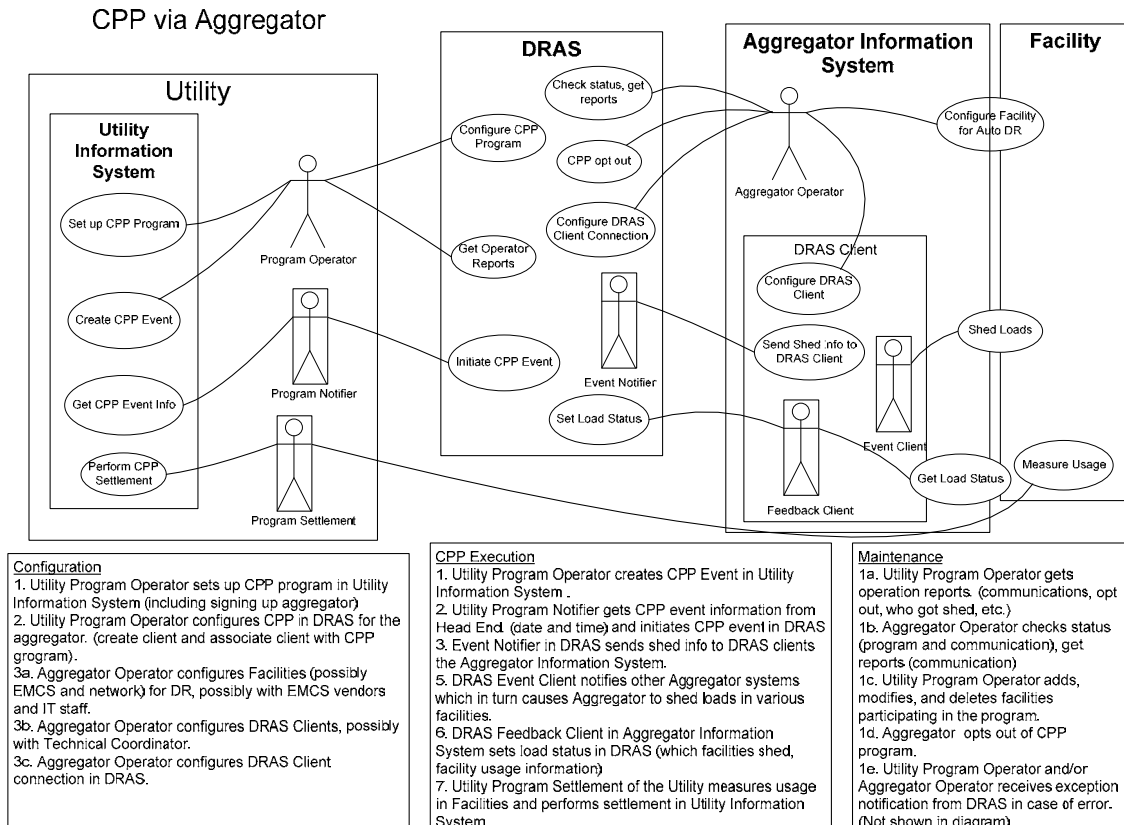 CPP via Aggregator
Utility
Utility
Information
System
Set up CPP Program
Create CPP Event
Get CPP Event Info
Perform CPP
Settlement
Program Operator
Program Notifier
Program Settlement
DRAS
Check status, get
reports
Configure CPP
Program
CPP opt out
Configure DRAS
Client Connection
Get Operator
Reports
Initiate CPP Event
Event Notifier
Set Load Status
Aggregator Information
System
Aggregator Operator
DRAS Client
Configure DRAS
Client
Send Shed Info to
DRAS Client
Event Client
Feedback Client
Get Load Status
Facility
Configure Facility
for Auto DR
Shed Loads
Measure Usage
Configuration
1. Utility Program Operator sets up CPP program in Utility
Information System (including signing up aggregator)
2. Utility Program Operator configures CPP in DRAS for the
aggregator. (create client and associate client with CPP
grogram).
3a. Aggregator Operator configures Facilities (possibly
EMCS and network) for DR, possibly with EMCS vendors
and IT staff.
3b. Aggregator Operator configures DRAS Clients, possibly
with Technical Coordinator.
3c. Aggregator Operator configures DRAS Client
connection in DRAS.
CPP Execution
1. Utility Program Operator creates CPP Event in Utility
Information System .
2. Utility Program Notifier gets CPP event information from
Head End. (date and time) and initiates CPP event in DRAS
3. Event Notifier in DRAS sends shed info to DRAS clients
the Aggregator Information System.
5. DRAS Event Client notifies other Aggregator systems
which in turn causes Aggregator to shed loads in various
facilities.
6. DRAS Feedback Client in Aggregator Information
System sets load status in DRAS (which facilities shed,
facility usage information)
7. Utility Program Settlement of the Utility measures usage
in Facilities and performs settlement in Utility Information
System
Maintenance
1a. Utility Program Operator gets
operation reports. (communications, opt
out, who got shed, etc.)
1b. Aggregator Operator checks status
(program and communication), get
reports (communication)
1c. Utility Program Operator adds,
modifies, and deletes facilities
participating in the program.
1d. Aggregator opts out of CPP
program.
1e. Utility Program Operator and/or
Aggregator Operator receives exception
notification from DRAS in case of error.
(Not shown in diagram)